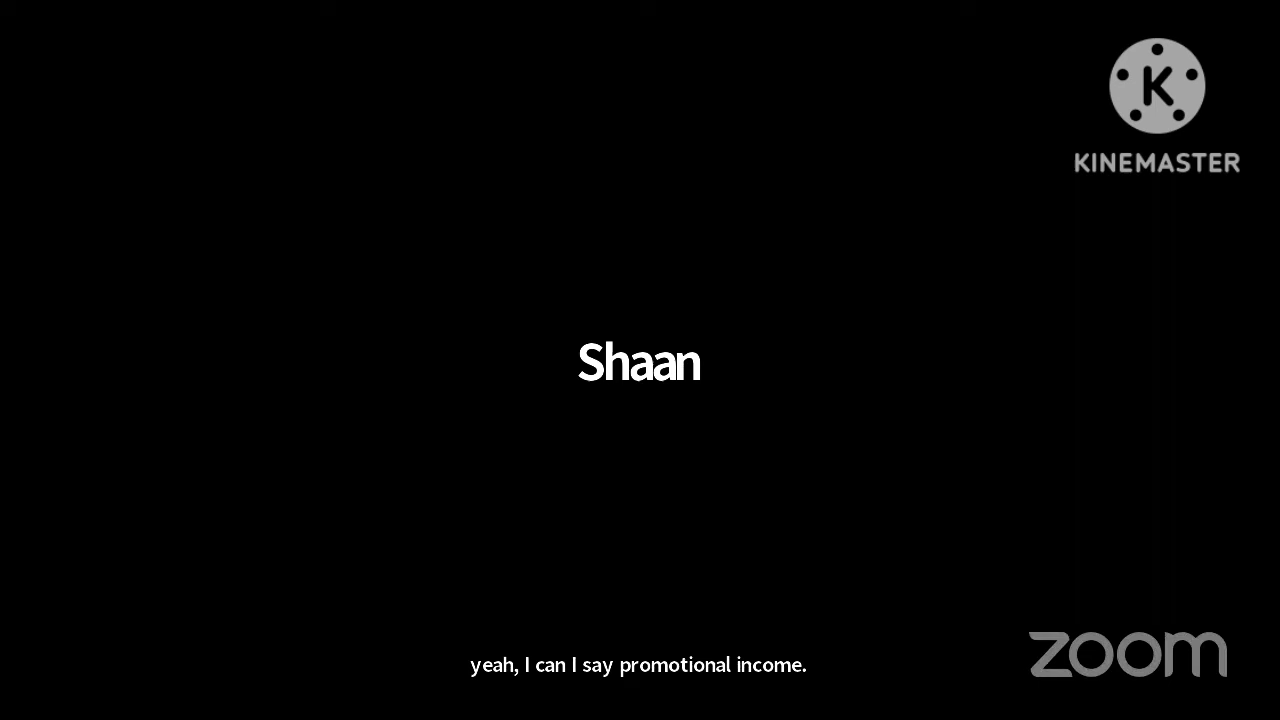 K
KINEMASTER
Shaan
yeah, I can I say promotional income.
zoom